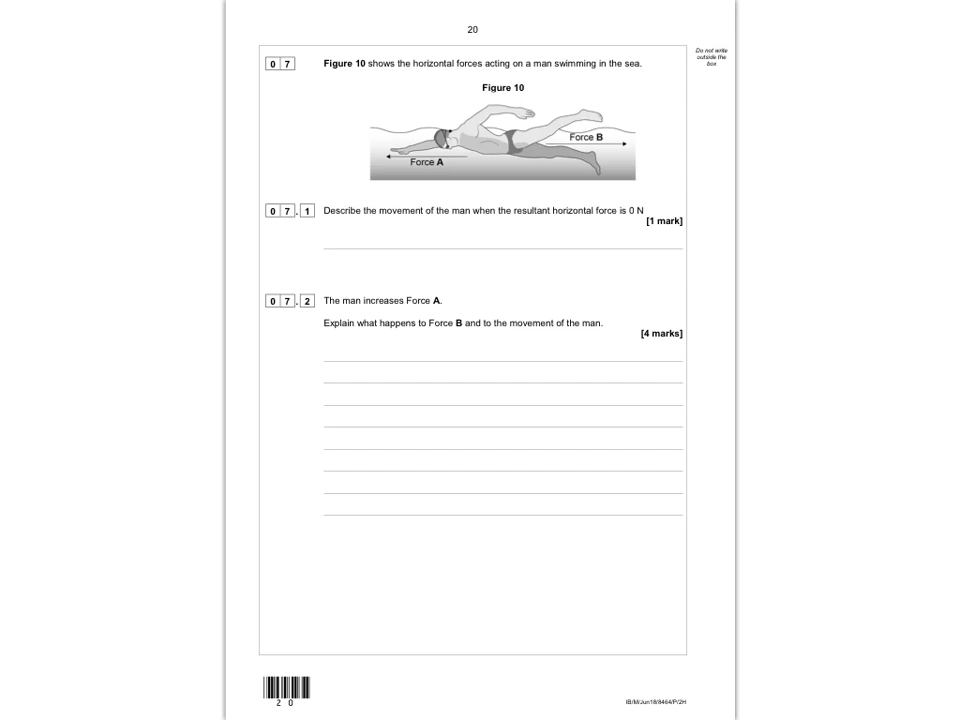 20
Do not write
outside the
box
0 7 Figure 10 shows the horizontal forces acting on a man swimming in the sea.
Figure 10
Force B
Force A
0 7 . 1 Describe the movement of the man when the resultant horizontal force is 0 N
[1 mark]
0 7 . 2 The man increases Force A.
Explain what happens to Force B and to the movement of the man.
[4 marks]
2 0
IB/M/Jun18/8464/P/2H